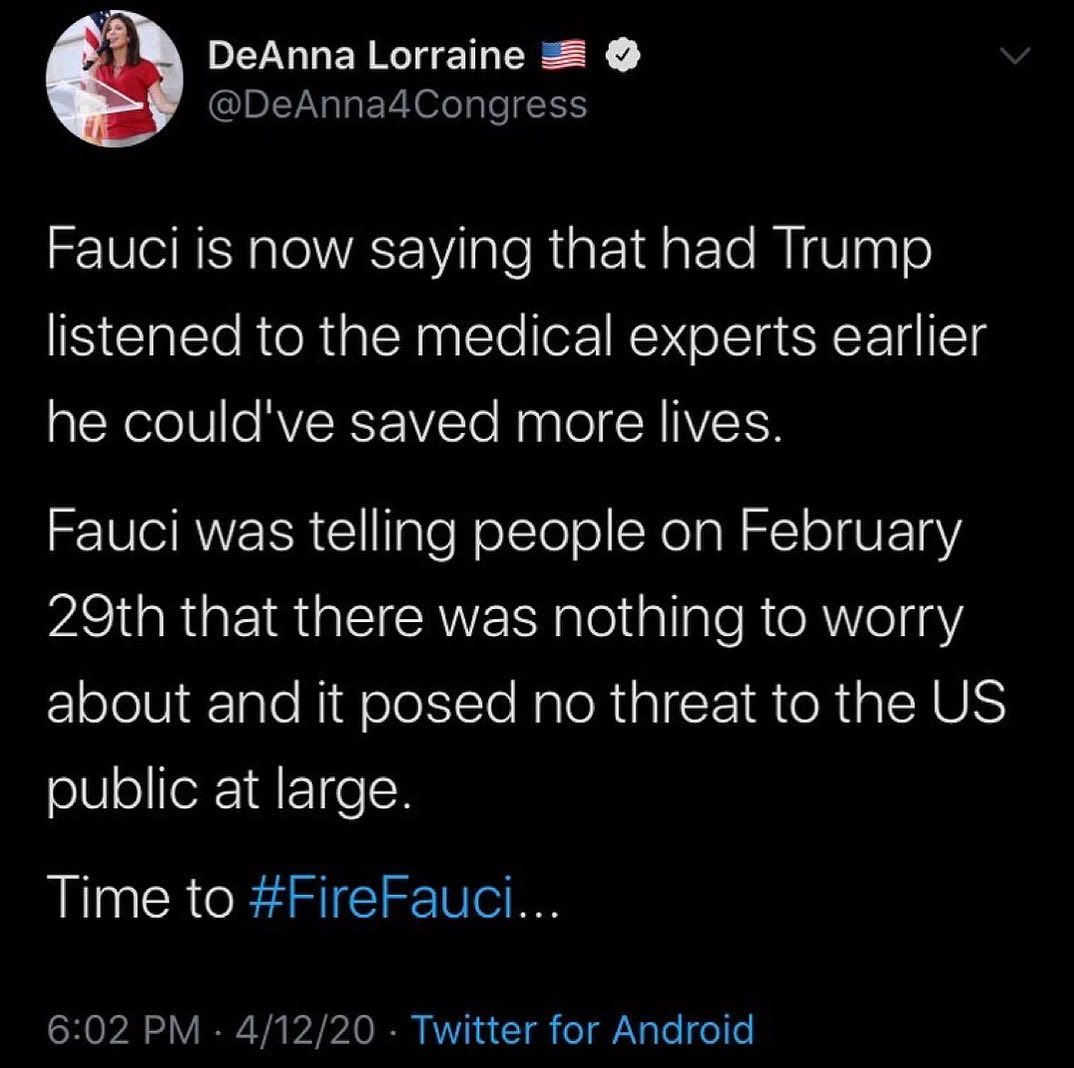 DeAnna Lorraine 🇺🇸
@DeAnna4Congress
Fauci is now saying that had Trump
listened to the medical experts earlier
he could've saved more lives.
Fauci was telling people on February
29th that there was nothing to worry
about and it posed no threat to the US
public at large.
Time to #FireFauci...
6:02 PM · 4/12/20 · Twitter for Android